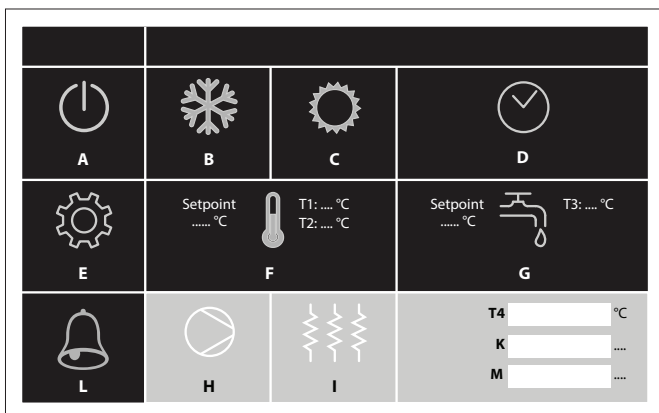 A
B
C
D
Setpoint
...... °C
T1: .... °C
T2: .... °C
Setpoint
...... °C
T3: .... °C
E
F
G
T4 °C
K ....
M ....
L
H
I